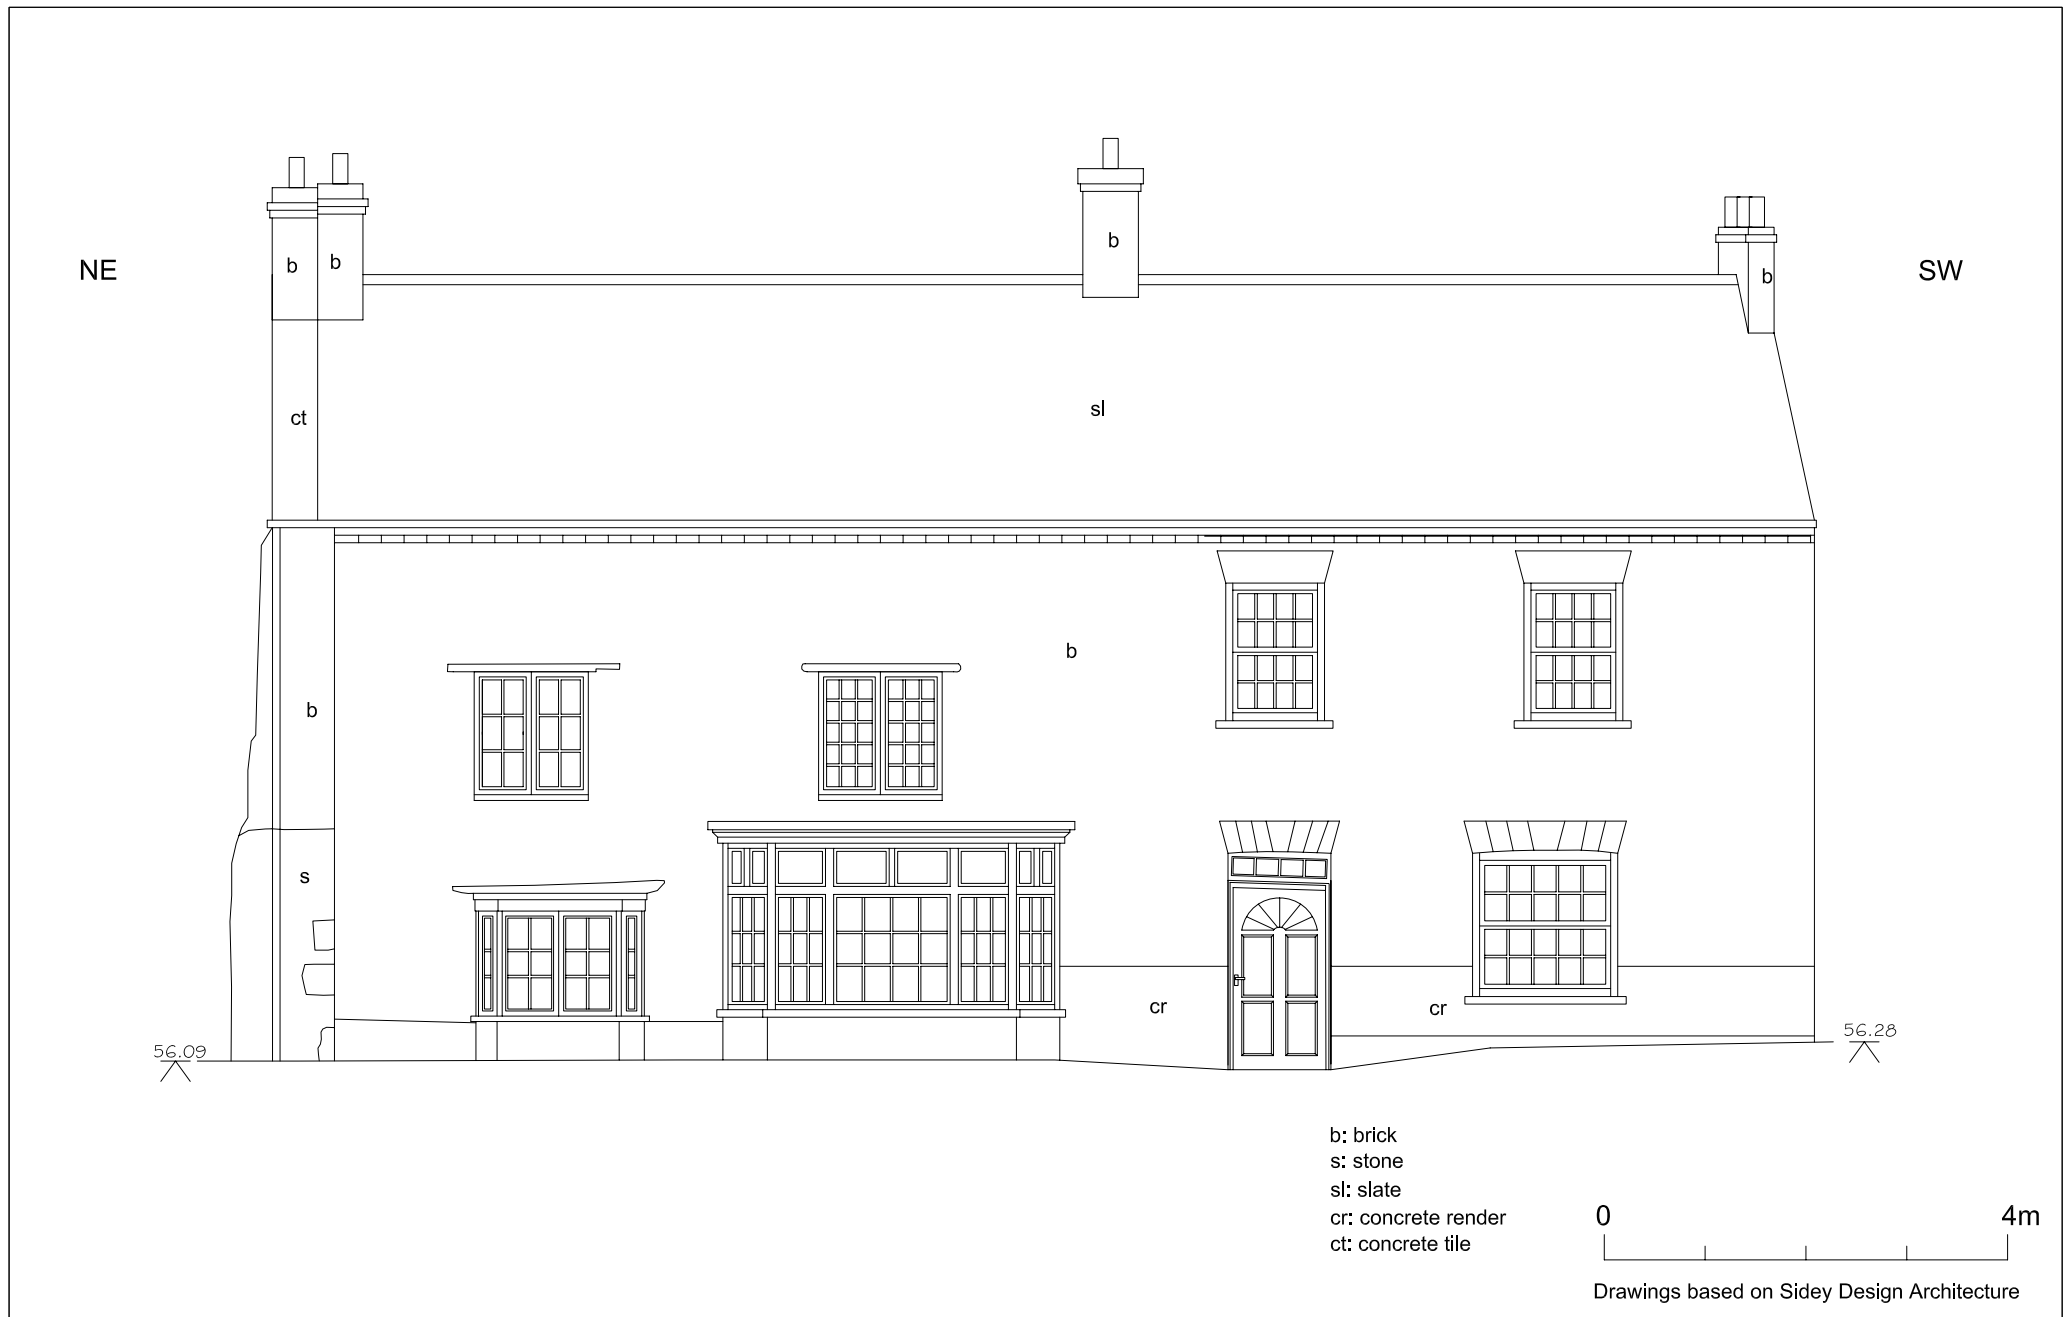 NE
SW
b
b
b
b
ct
sl
b
b
s
cr
cr
56.09
56.28
b: brick
s: stone
sl: slate
cr: concrete render
ct: concrete tile
0 4m
Drawings based on Sidey Design Architecture